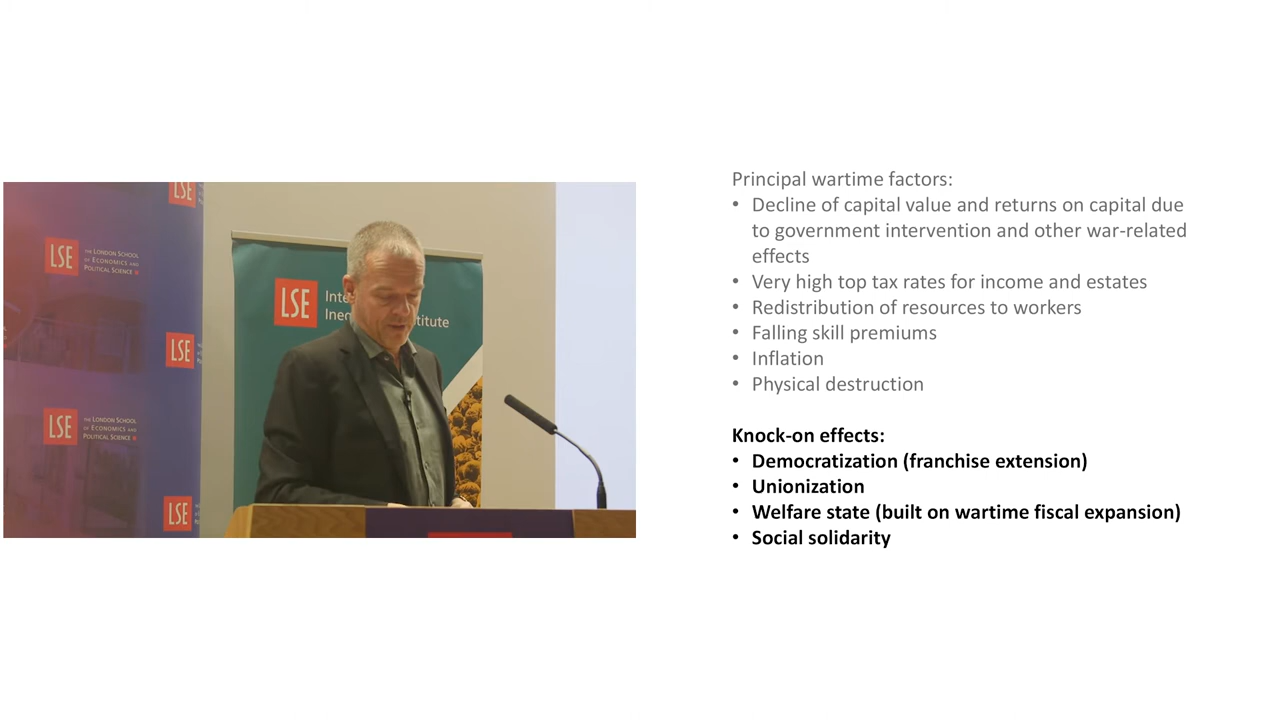 LSE
LSE
THE LONDON SCHOOL
OF ECONOMICS AND
POLITICAL SCIENCE
LSE
LSE
THE LONDON SCHOOL
OF ECONOMICS AND
POLITICAL SCIENCE
LSE
LSE
Inte
Ine titute
Principal wartime factors:
• Decline of capital value and returns on capital due
to government intervention and other war-related
effects
• Very high top tax rates for income and estates
• Redistribution of resources to workers
• Falling skill premiums
• Inflation
• Physical destruction
Knock-on effects:
• Democratization (franchise extension)
• Unionization
• Welfare state (built on wartime fiscal expansion)
• Social solidarity